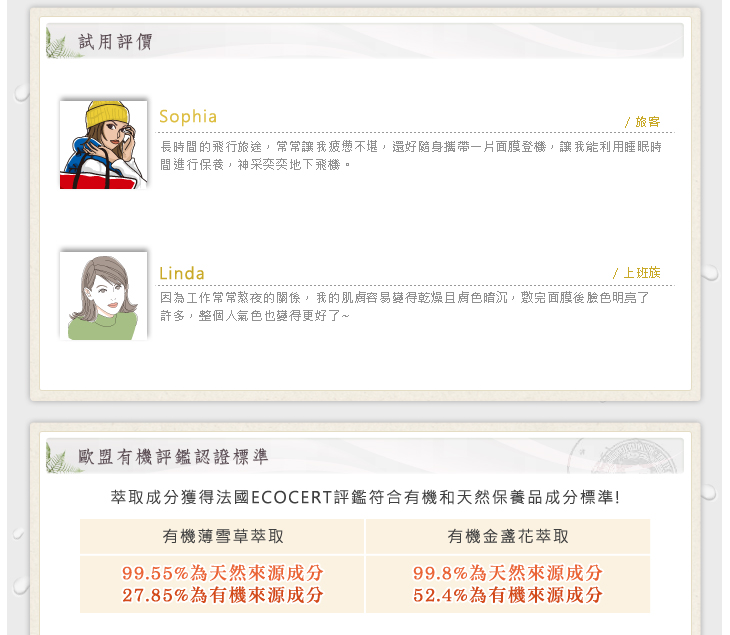 試用評價
Sophia
/ 旅客
長時間的飛行旅途，常常讓我疲憊不堪，還好隨身攜帶一片面膜登機，讓我能利用睡眠時
間進行保養，神采奕奕地下飛機。
Linda
/ 上班族
因為工作常常熬夜的關係，我的肌膚容易變得乾燥且膚色暗沉，敷完面膜後臉色明亮了
許多，整個人氣色也變得更好了~
歐盟有機評鑑認證標準
萃取成分獲得法國ECOCERT評鑑符合有機和天然保養品成分標準!
有機薄雪草萃取
有機金盞花萃取
99.55%為天然來源成分
27.85%為有機來源成分
99.8%為天然來源成分
52.4%為有機來源成分